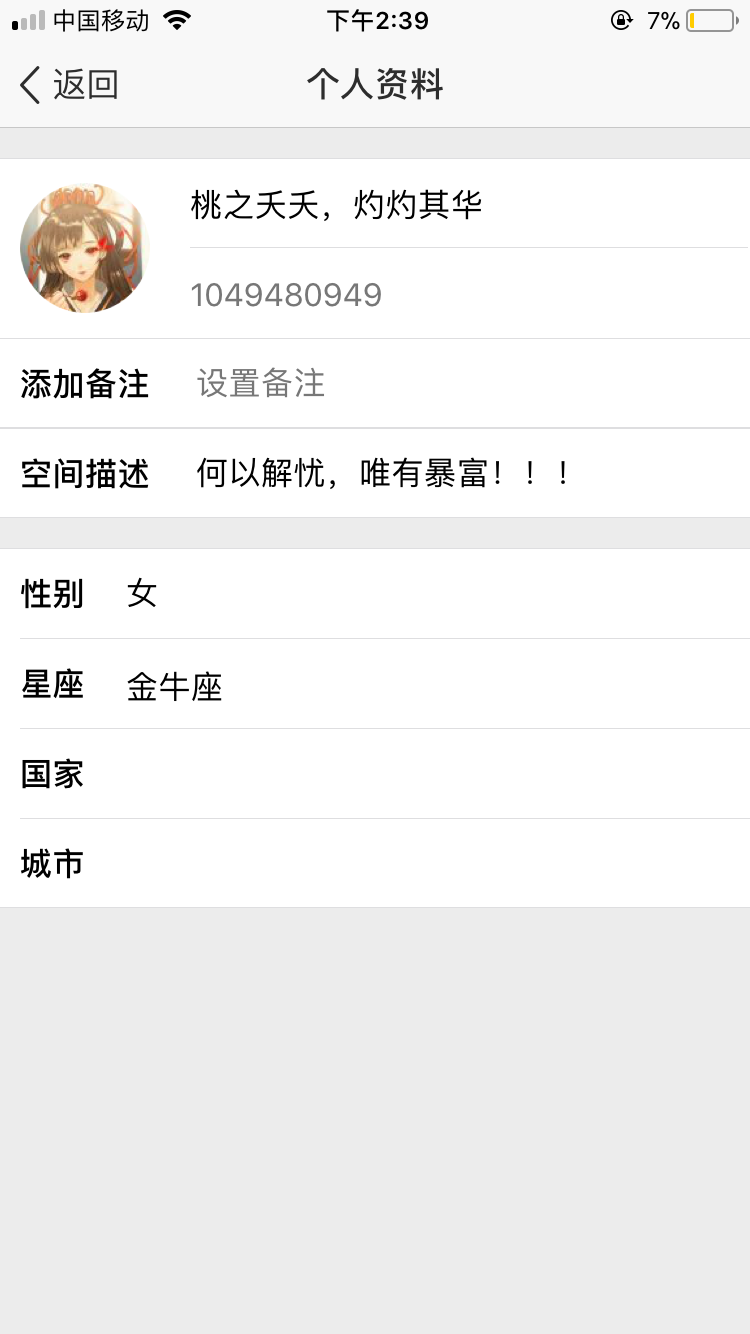 中国移动 下午2:39 7%
返回 个人资料
桃之夭夭，灼灼其华
1049480949
添加备注 设置备注
空间描述 何以解忧，唯有暴富！！！
性别 女
星座 金牛座
国家
城市